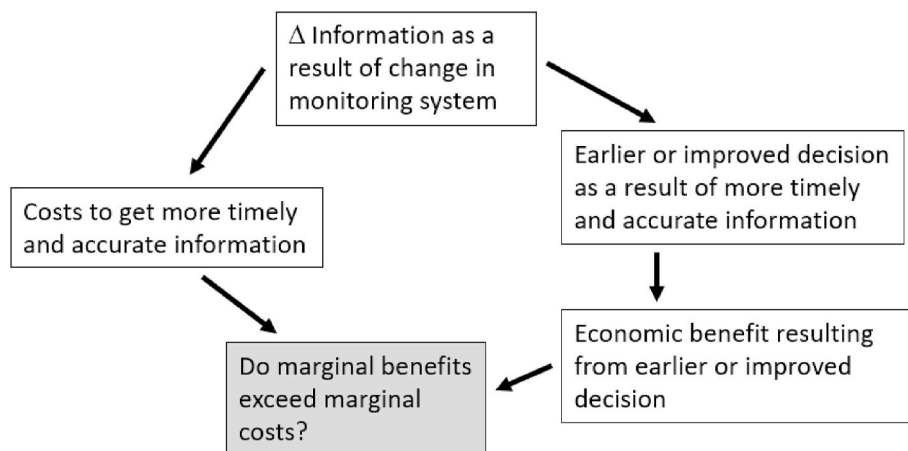 Δ Information as a
result of change in
monitoring system
Earlier or improved decision
as a result of more timely
and accurate information
Costs to get more timely
and accurate information
Economic benefit resulting
from earlier or improved
decision
Do marginal benefits
exceed marginal
costs?